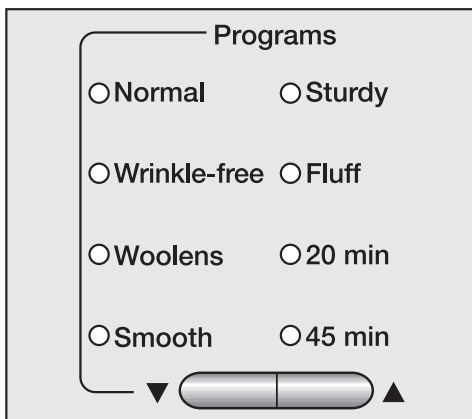 Programs
Normal Sturdy
Wrinkle-free Fluff
Woolens 20 min
Smooth 45 min